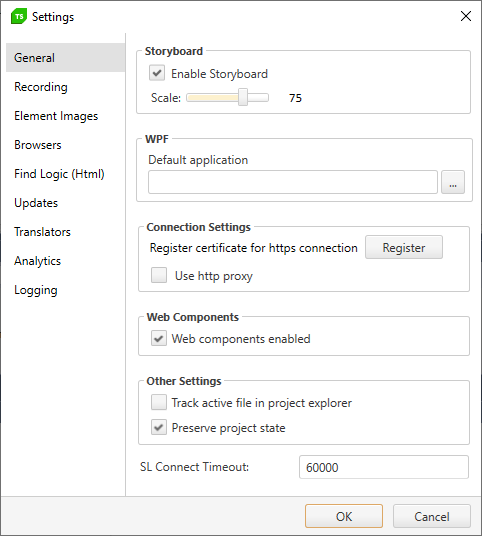 TS Settings
General
Recording
Element Images
Browsers
Find Logic (Html)
Updates
Translators
Analytics
Logging
Storyboard
Enable Storyboard
Scale: 75
WPF
Default application
...
Connection Settings
Register certificate for https connection Register
Use http proxy
Web Components
Web components enabled
Other Settings
Track active file in project explorer
Preserve project state
SL Connect Timeout: 60000
OK Cancel